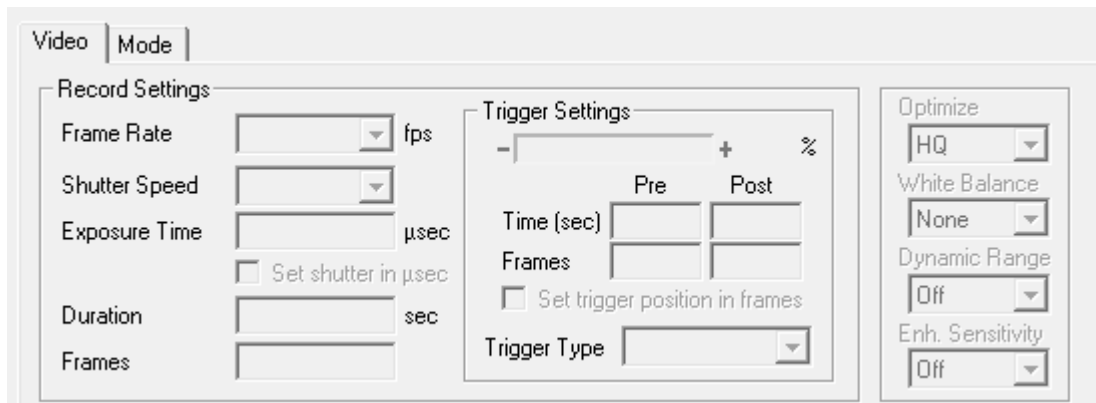 Video Mode
Record Settings
Frame Rate fps
Shutter Speed
Exposure Time µsec
Set shutter in µsec
Duration sec
Frames
Trigger Settings
- + %
Pre Post
Time (sec)
Frames
Set trigger position in frames
Trigger Type
Optimize
HQ
White Balance
None
Dynamic Range
Off
Enh. Sensitivity
Off